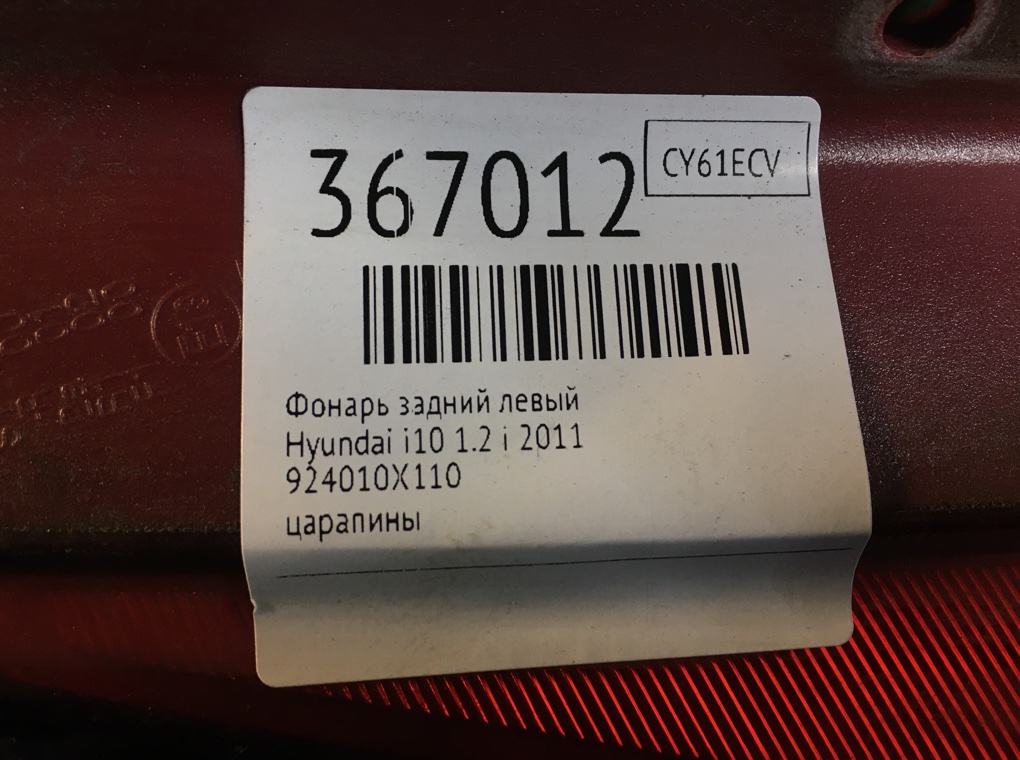 367012
CY61ECV
Фонарь задний левый
Hyundai i10 1.2 i 2011
924010X110
царапины